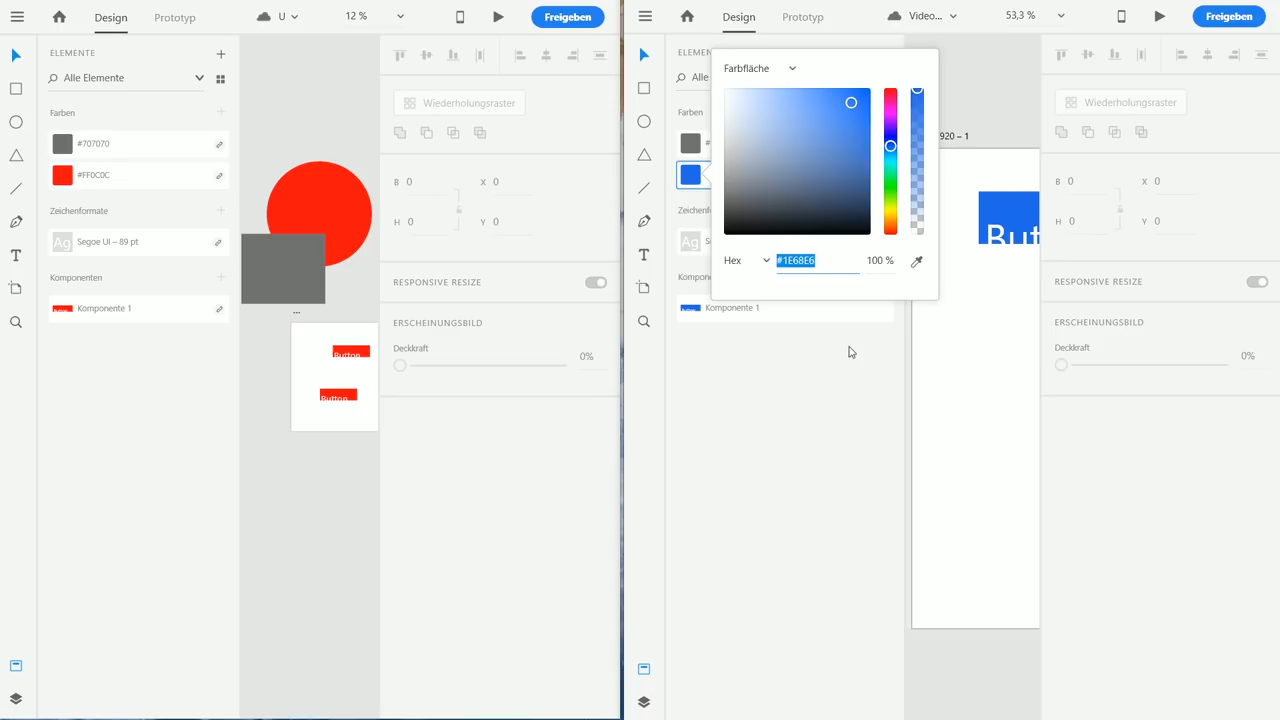 Design
Prototyp
U
12 %
Freigeben
ELEMENTE
Alle Elemente
Farben
#707070
#FF0C0C
Zeichenformate
Ag
Segoe UI – 89 pt
Komponenten
Komponente 1
...
Button
Button
Wiederholungsraster
B 0
X 0
H 0
Y 0
RESPONSIVE RESIZE
ERSCHEINUNGSBILD
Deckkraft
0%
Design
Prototyp
Video...
53,3 %
Freigeben
ELEMEN
Alle
Farben
#
Zeichenf
Ag
S
Kompone
Komponente 1
Farbfläche
Hex
#1E68E6
100 %
920 – 1
But
Wiederholungsraster
B 0
X 0
H 0
Y 0
RESPONSIVE RESIZE
ERSCHEINUNGSBILD
Deckkraft
0%